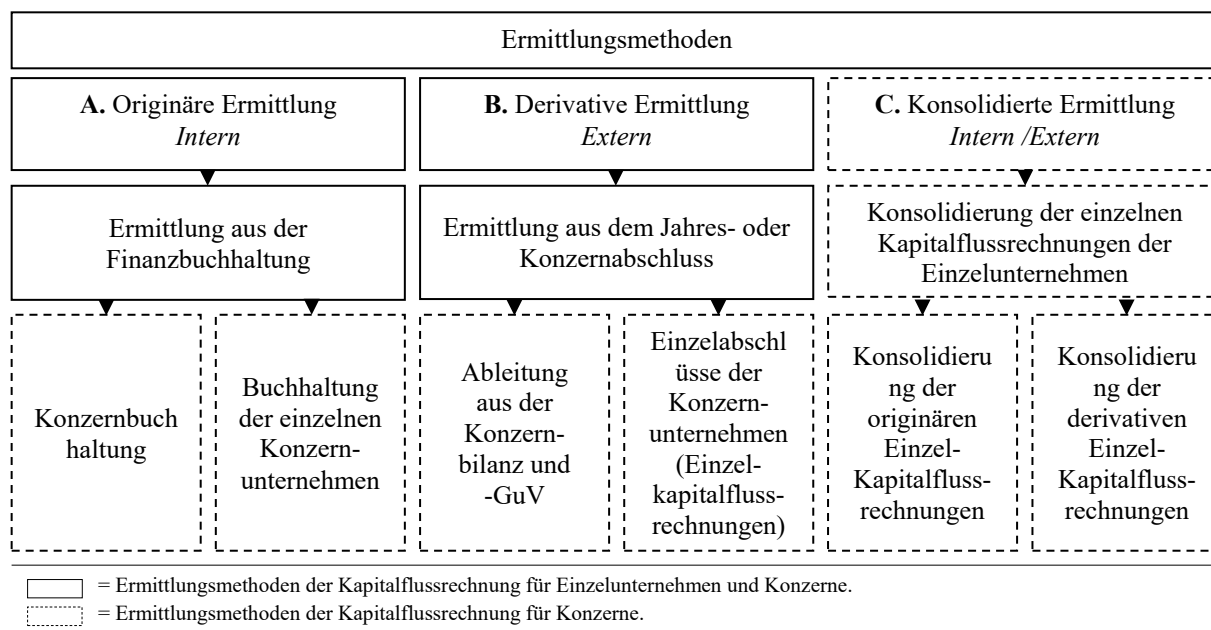 Ermittlungsmethoden
A. Originäre Ermittlung
Intern
B. Derivative Ermittlung
Extern
C. Konsolidierte Ermittlung
Intern /Extern
Ermittlung aus der
Finanzbuchhaltung
Ermittlung aus dem Jahres- oder
Konzernabschluss
Konsolidierung der einzelnen
Kapitalflussrechnungen der
Einzelunternehmen
Konzernbuch
haltung
Buchhaltung
der einzelnen
Konzern-
unternehmen
Ableitung
aus der
Konzern-
bilanz und
-GuV
Einzelabschl
üsse der
Konzern-
unternehmen
(Einzel-
kapitalfluss-
rechnungen)
Konsolidieru
ng der
originären
Einzel-
Kapitalfluss-
rechnungen
Konsolidieru
ng der
derivativen
Einzel-
Kapitalfluss-
rechnungen
= Ermittlungsmethoden der Kapitalflussrechnung für Einzelunternehmen und Konzerne.
= Ermittlungsmethoden der Kapitalflussrechnung für Konzerne.